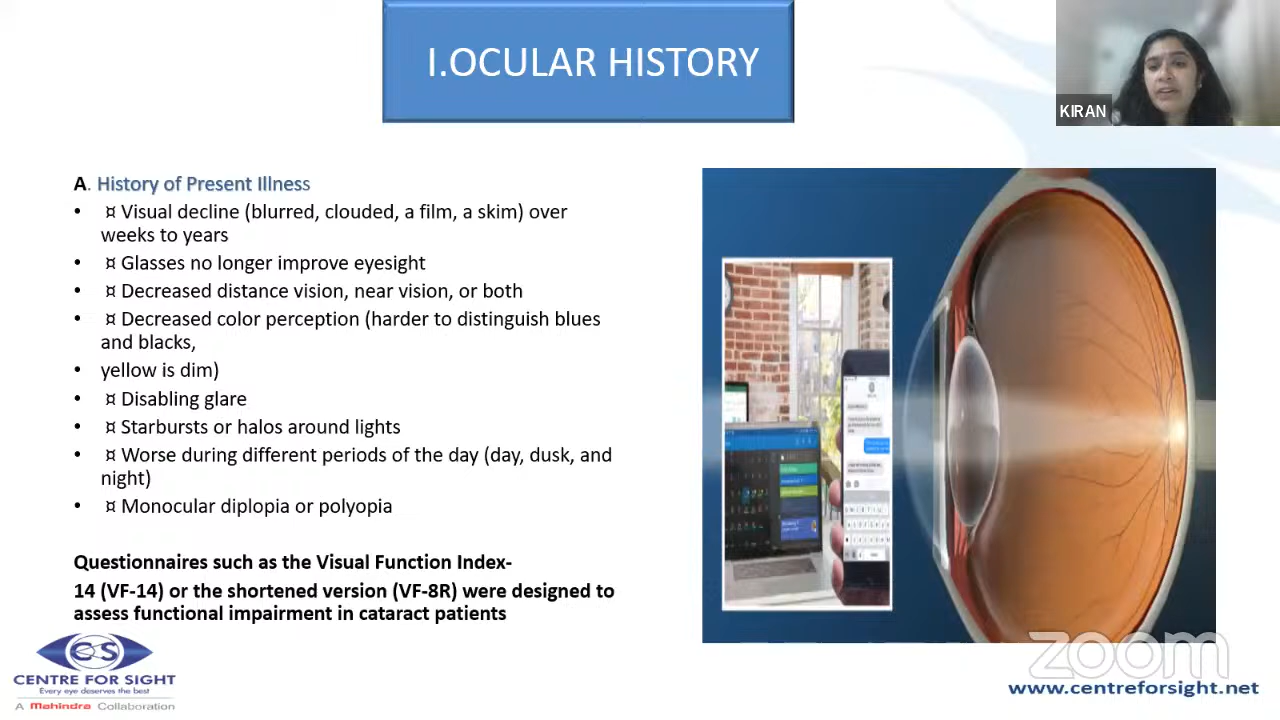 I.OCULAR HISTORY
KIRAN
A. History of Present Illness
• ¤ Visual decline (blurred, clouded, a film, a skim) over
weeks to years
• ¤ Glasses no longer improve eyesight
• ¤ Decreased distance vision, near vision, or both
• ¤ Decreased color perception (harder to distinguish blues
and blacks,
• yellow is dim)
• ¤ Disabling glare
• ¤ Starbursts or halos around lights
• ¤ Worse during different periods of the day (day, dusk, and
night)
• ¤ Monocular diplopia or polyopia
Questionnaires such as the Visual Function Index-
14 (VF-14) or the shortened version (VF-8R) were designed to
assess functional impairment in cataract patients
CFS
CENTRE FOR SIGHT
Every eye deserves the best
A Mahindra Collaboration
zoom
www.centreforsight.net